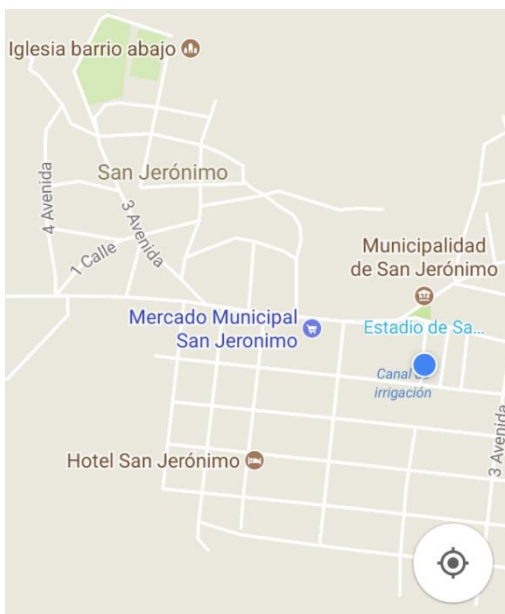 Iglesia barrio abajo
San Jerónimo
4 Avenida
3 Avenida
1 Calle
Municipalidad
de San Jerónimo
Mercado Municipal
San Jeronimo
Estadio de Sa...
Canal de
irrigación
3 Avenida
Hotel San Jerónimo